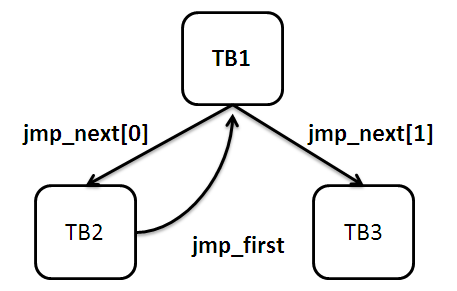 TB1
jmp_next[0]
jmp_next[1]
TB2
jmp_first
TB3